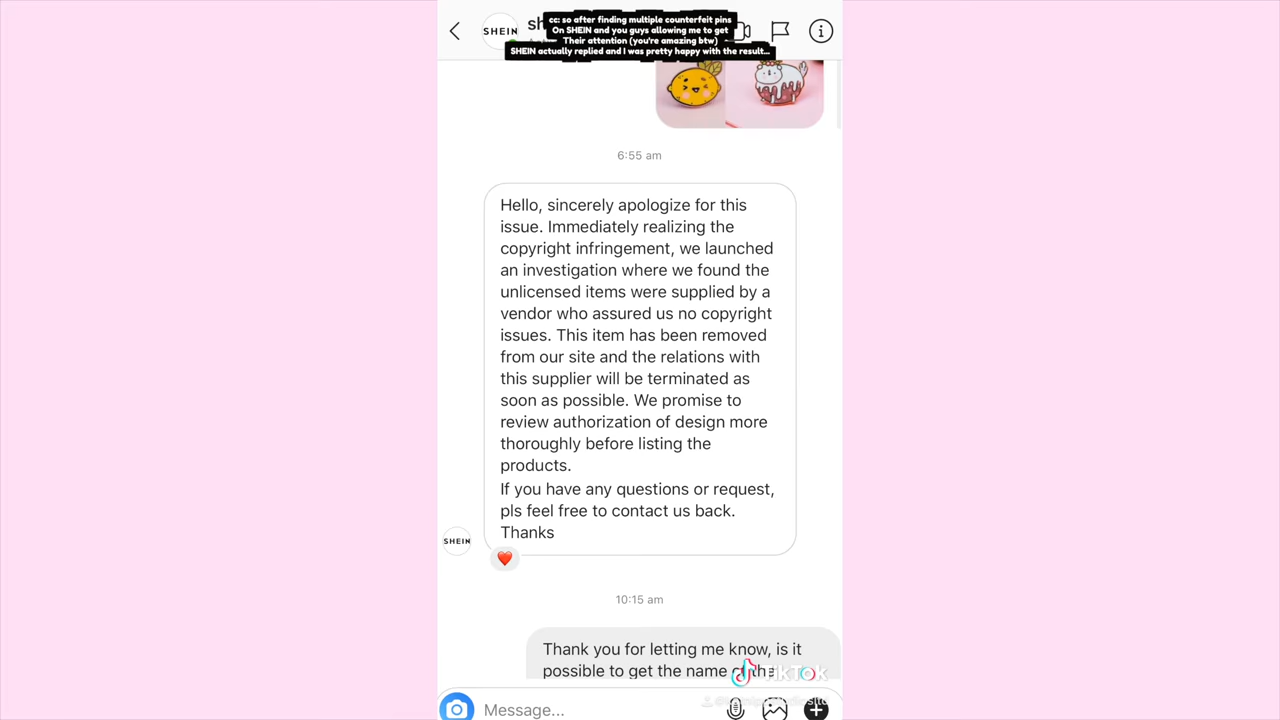 cc: so after finding multiple counterfeit pins
On SHEIN and you guys allowing me to get
Their attention (you're amazing btw)
SHEIN actually replied and I was pretty happy with the result...
SHEIN
6:55 am
Hello, sincerely apologize for this
issue. Immediately realizing the
copyright infringement, we launched
an investigation where we found the
unlicensed items were supplied by a
vendor who assured us no copyright
issues. This item has been removed
from our site and the relations with
this supplier will be terminated as
soon as possible. We promise to
review authorization of design more
thoroughly before listing the
products.
If you have any questions or request,
pls feel free to contact us back.
Thanks
SHEIN
10:15 am
Thank you for letting me know, is it
possible to get the name of the
TikTok
Message...